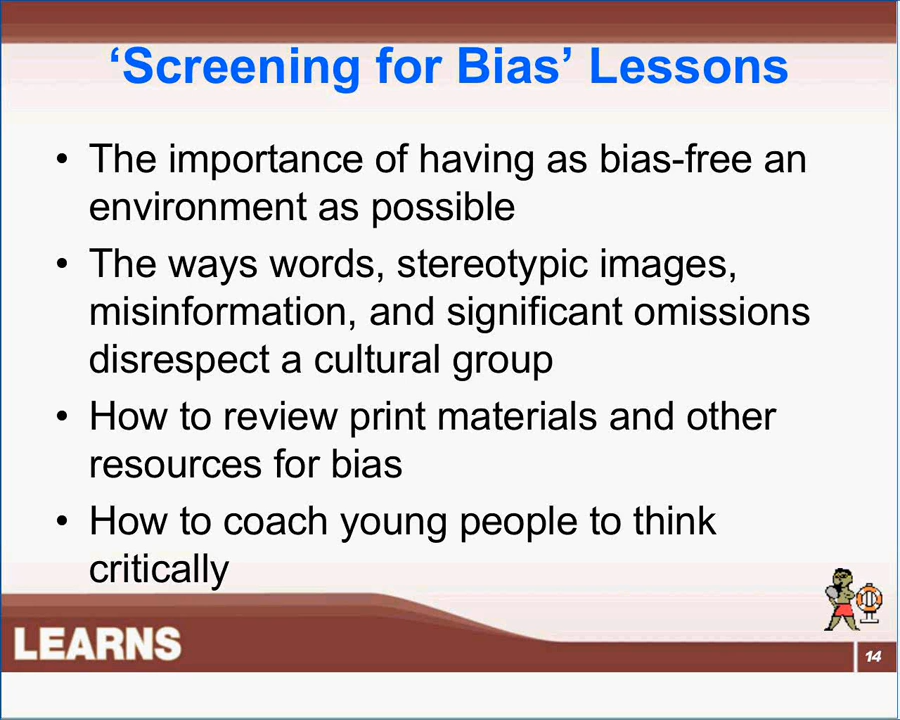 ‘Screening for Bias’ Lessons
• The importance of having as bias-free an
environment as possible
• The ways words, stereotypic images,
misinformation, and significant omissions
disrespect a cultural group
• How to review print materials and other
resources for bias
• How to coach young people to think
critically
LEARNS
14